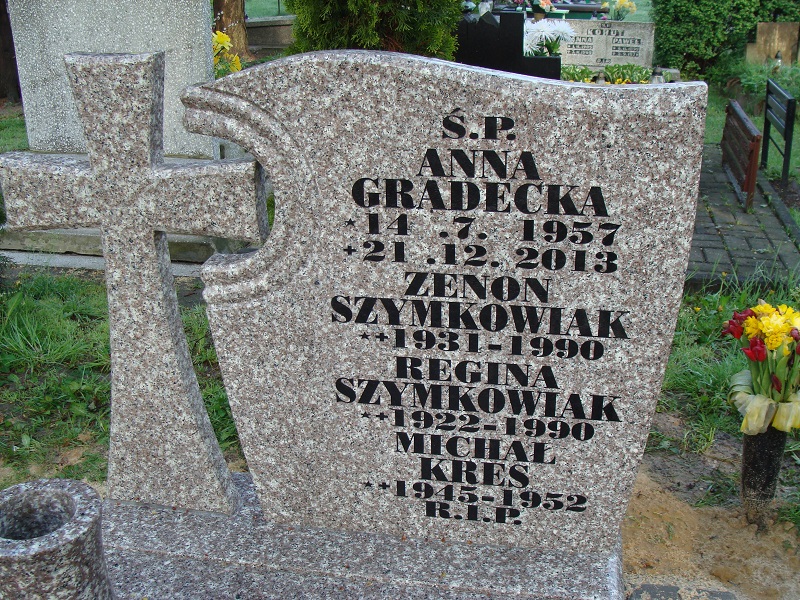 Ś.P.
ANNA
GRADECKA
*14 .7. 1957
+21.12.2013
ZENON
SZYMKOWIAK
*+1931-1990
REGINA
SZYMKOWIAK
*+1922-1990
MICHAŁ
KRES
*+1945-1952
R.I.P.